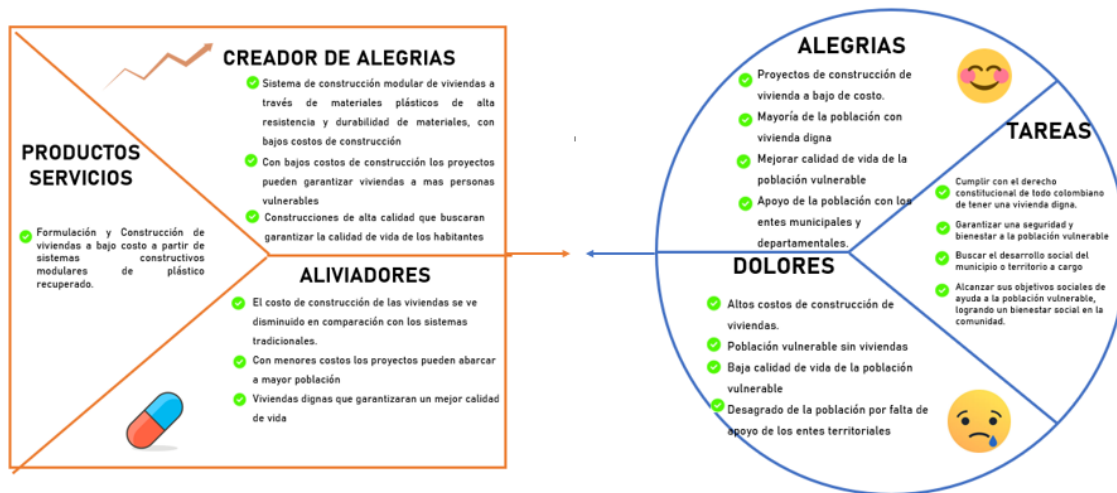 CREADOR DE ALEGRIAS
Sistema de construcción modular de viviendas a
través de materiales plásticos de alta
resistencia y durabilidad de materiales, con
bajos costos de construcción
Con bajos costos de construcción los proyectos
pueden garantizar viviendas a mas personas
vulnerables
Construcciones de alta calidad que buscaran
garantizar la calidad de vida de los habitantes
PRODUCTOS
SERVICIOS
Formulación y Construcción de
viviendas a bajo costo a partir de
sistemas constructivos
modulares de plástico
recuperado.
ALIVIADORES
El costo de construcción de las viviendas se ve
disminuido en comparación con los sistemas
tradicionales.
Con menores costos los proyectos pueden abarcar
a mayor población
Viviendas dignas que garantizaran un mejor calidad
de vida
ALEGRIAS
Proyectos de construcción de
vivienda a bajo de costo.
Mayoría de la población con
vivienda digna
Mejorar calidad de vida de la
población vulnerable
Apoyo de la población con los
entes municipales y
departamentales.
TAREAS
Cumplir con el derecho
constitucional de todo colombiano
de tener una vivienda digna.
Garantizar una seguridad y
bienestar a la población vulnerable
Buscar el desarrollo social del
municipio o territorio a cargo
Alcanzar sus objetivos sociales de
ayuda a la población vulnerable,
logrando un bienestar social en la
comunidad.
DOLORES
Altos costos de construcción de
viviendas.
Población vulnerable sin viviendas
Baja calidad de vida de la población
vulnerable
Desagrado de la población por falta de
apoyo de los entes territoriales